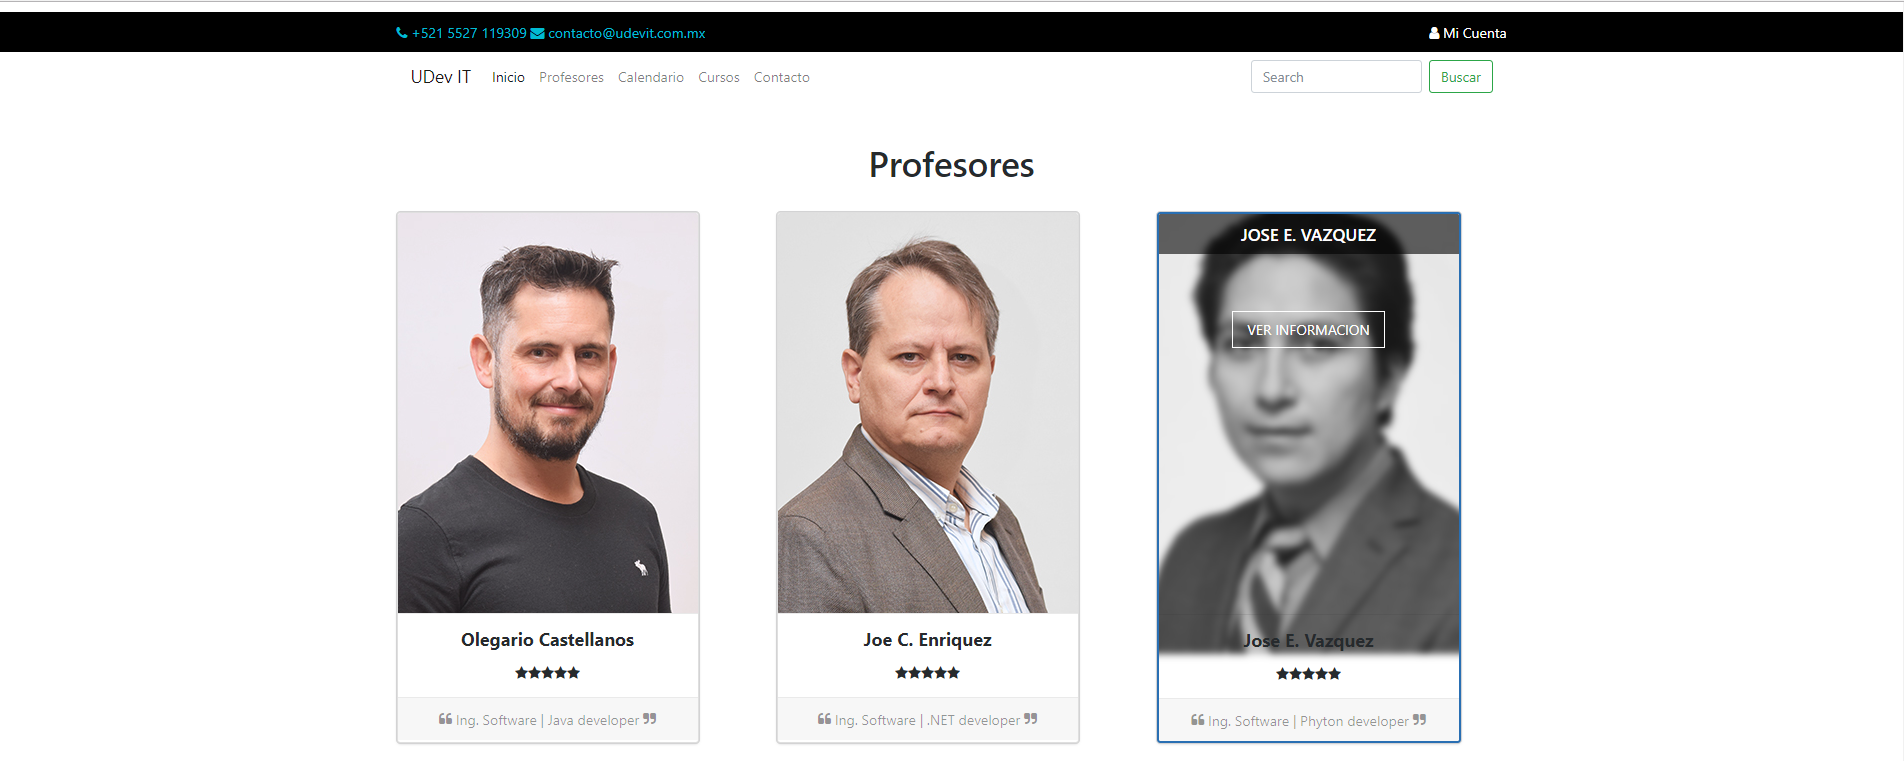 +521 5527 119309 contacto@udevit.com.mx Mi Cuenta
UDev IT Inicio Profesores Calendario Cursos Contacto Search Buscar
Profesores
JOSE E. VAZQUEZ
VER INFORMACION
Olegario Castellanos Joe C. Enriquez Jose E. Vazquez
★★★★★ ★★★★★ ★★★★★
❝ Ing. Software | Java developer ❞ ❝ Ing. Software | .NET developer ❞ ❝ Ing. Software | Phyton developer ❞